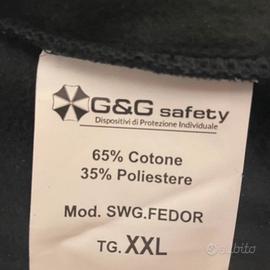 G&G safety
Dispositivi di Protezione Individuale
65% Cotone
35% Poliestere
Mod. SWG.FEDOR
TG. XXL
subito